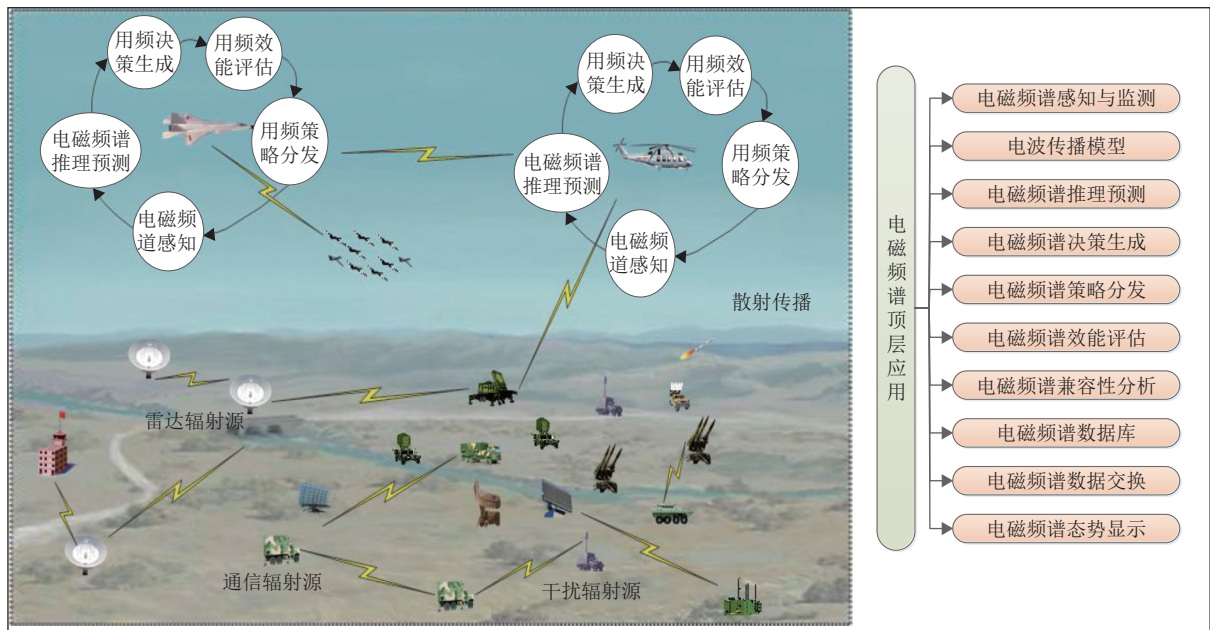 用频决
策生成
用频效
能评估
电磁频谱
推理预测
用频策
略分发
电磁频
道感知
用频决
策生成
用频效
能评估
电磁频谱
推理预测
用频策
略分发
电磁频
道感知
散射传播
雷达辐射源
通信辐射源
干扰辐射源
电磁频谱顶层应用
电磁频谱感知与监测
电波传播模型
电磁频谱推理预测
电磁频谱决策生成
电磁频谱策略分发
电磁频谱效能评估
电磁频谱兼容性分析
电磁频谱数据库
电磁频谱数据交换
电磁频谱态势显示